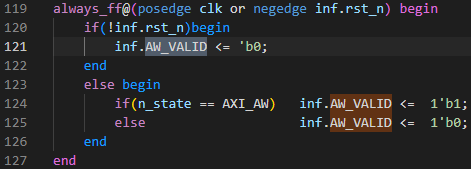 119 always_ff@(posedge clk or negedge inf.rst_n) begin
120     if(!inf.rst_n)begin
121         inf.AW_VALID <= 'b0;
122     end
123     else begin
124         if(n_state == AXI_AW)   inf.AW_VALID <=  1'b1;
125         else                    inf.AW_VALID <=  1'b0;
126     end
127 end